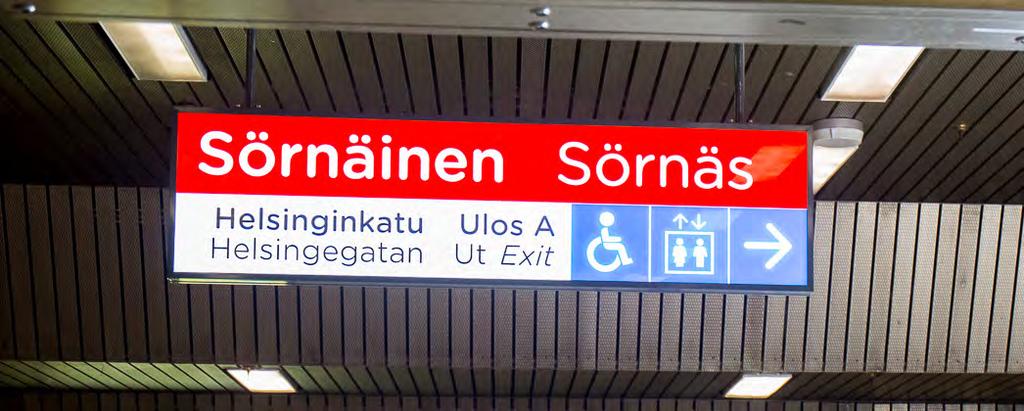 Sörnäinen Sörnäs
Helsinginkatu Ulos A
Helsingegatan Ut Exit